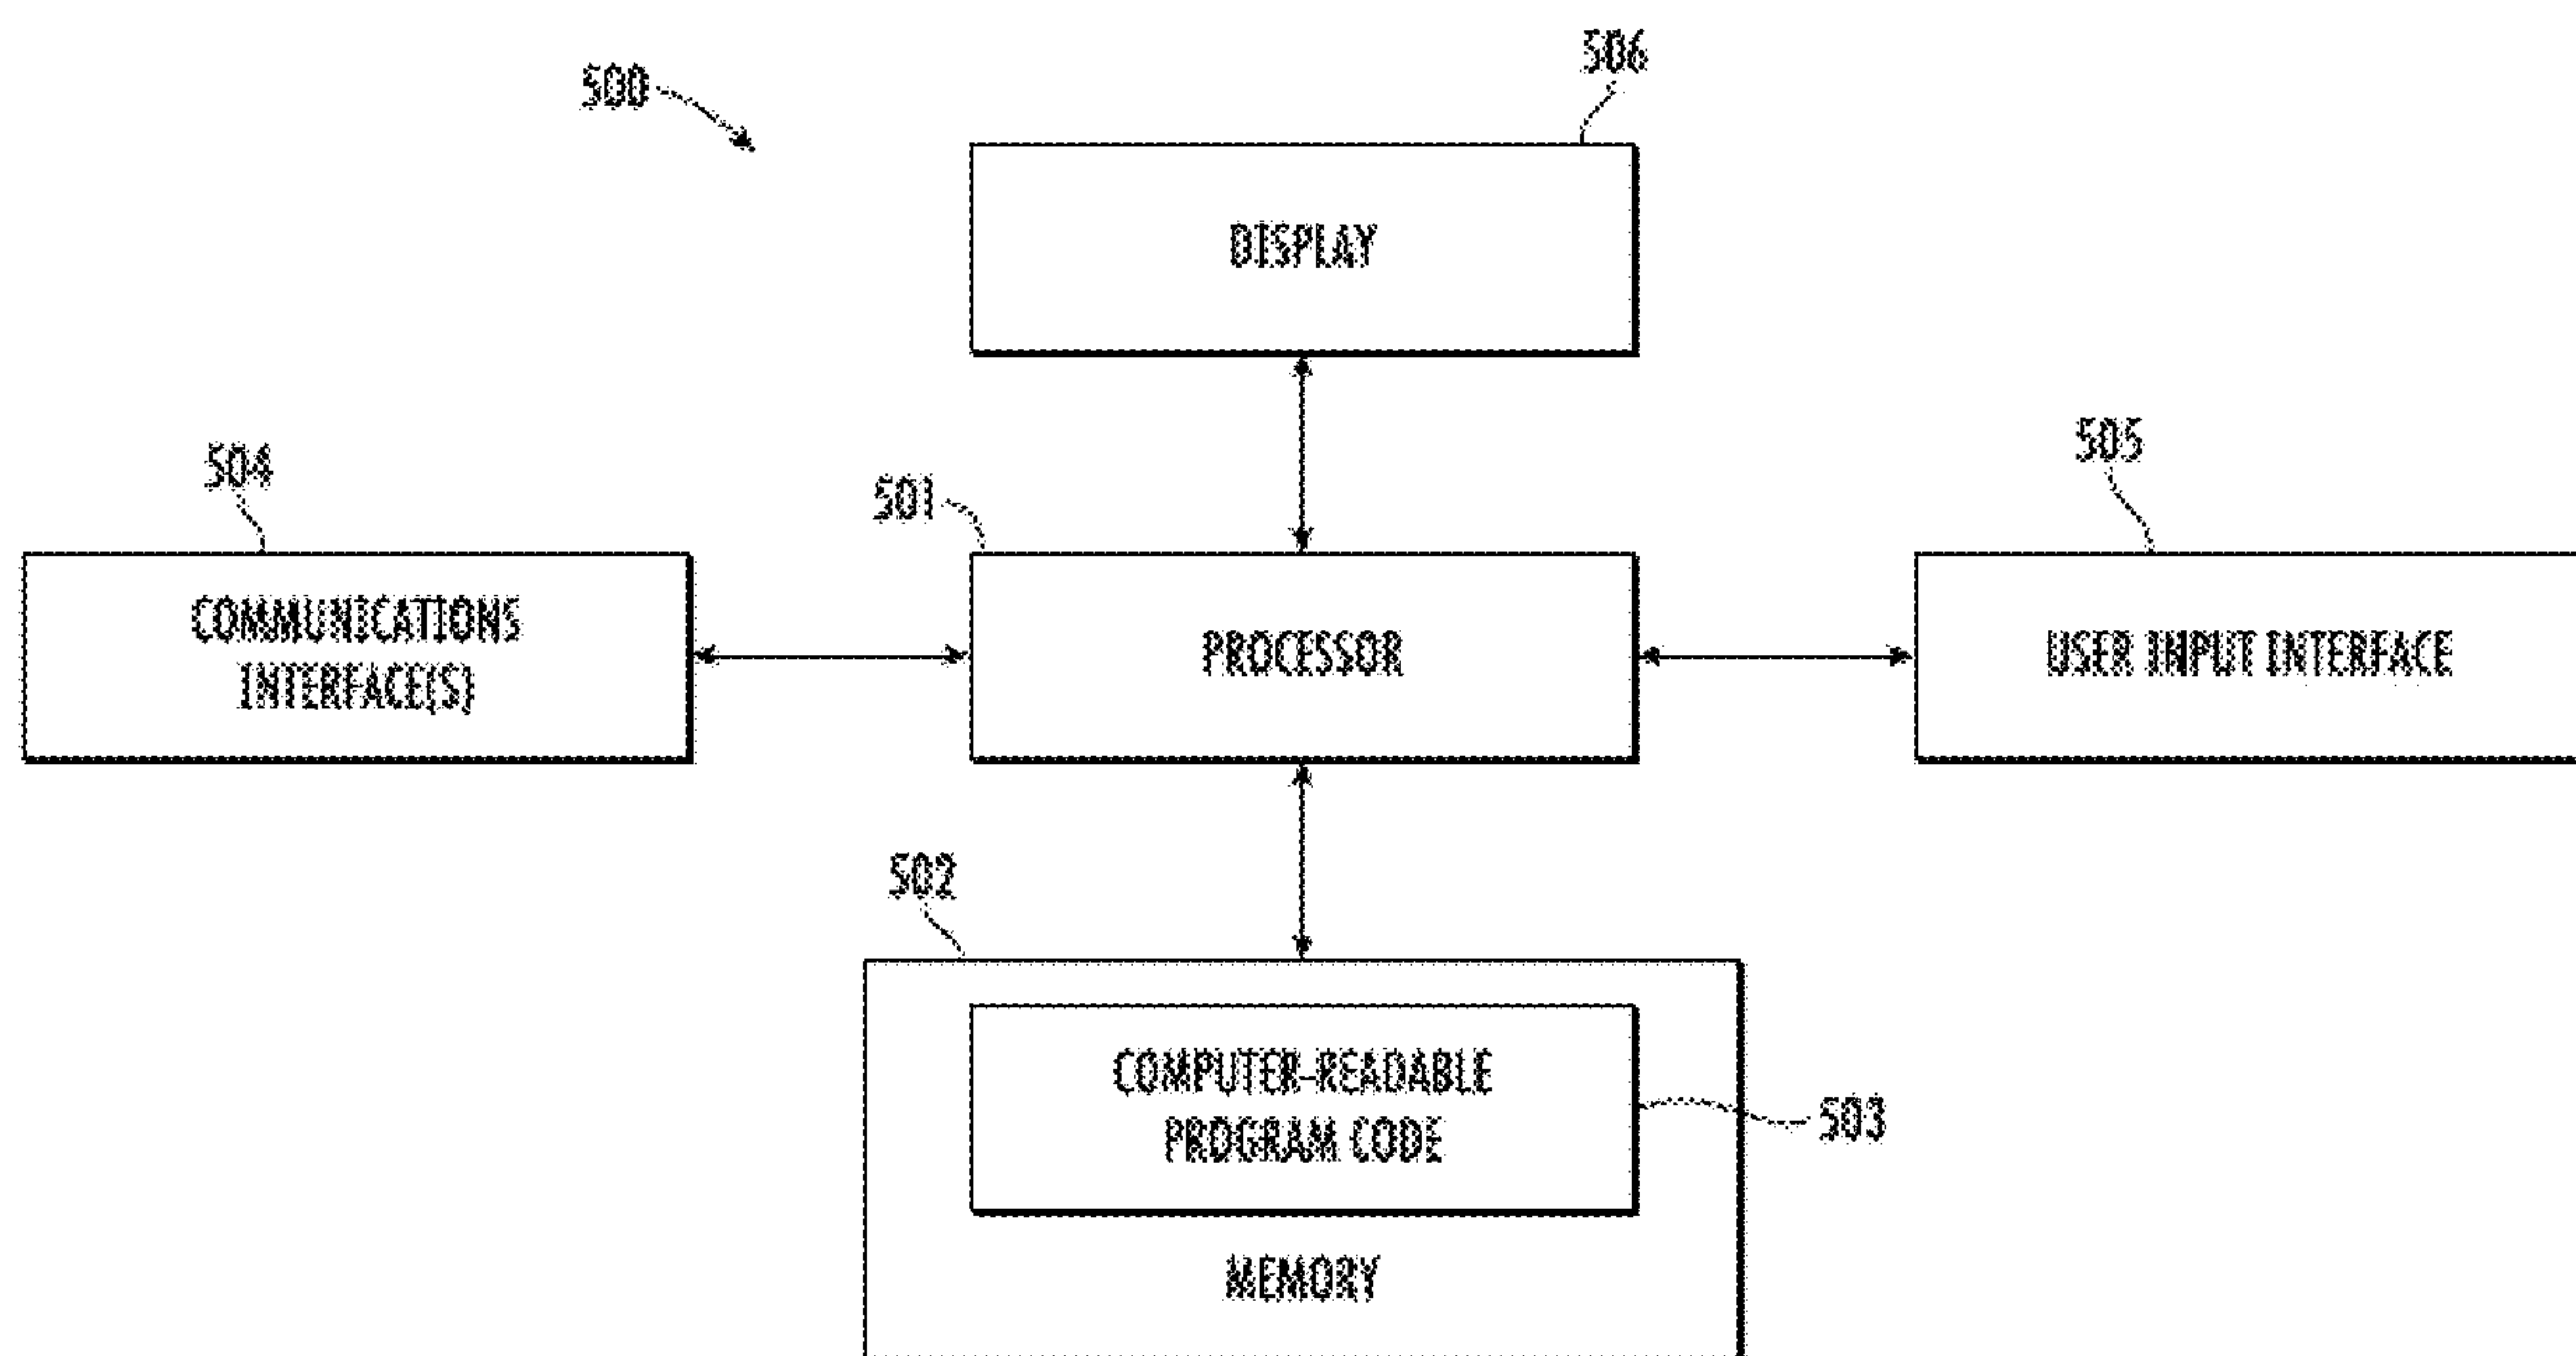 500
506
DISPLAY
504
501
505
COMMUNICATIONS
INTERFACE(S)
PROCESSOR
USER INPUT INTERFACE
502
COMPUTER-READABLE
PROGRAM CODE
503
MEMORY